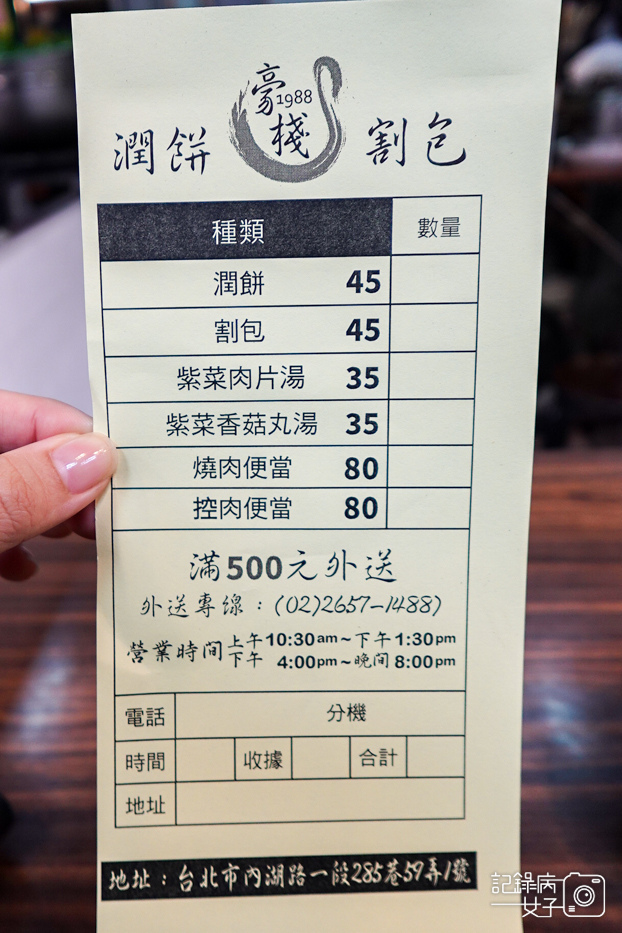 豪
1988
棧
潤餅 割包
種類 數量
潤餅 45
割包 45
紫菜肉片湯 35
紫菜香菇丸湯 35
燒肉便當 80
控肉便當 80
滿500元外送
外送專線：(02)2657-1488)
營業時間 上午10:30am~下午1:30pm
下午 4:00pm~晚間8:00pm
電話 分機
時間 收據 合計
地址
地址：台北市內湖路一段285巷59弄1號
記錄病
女子